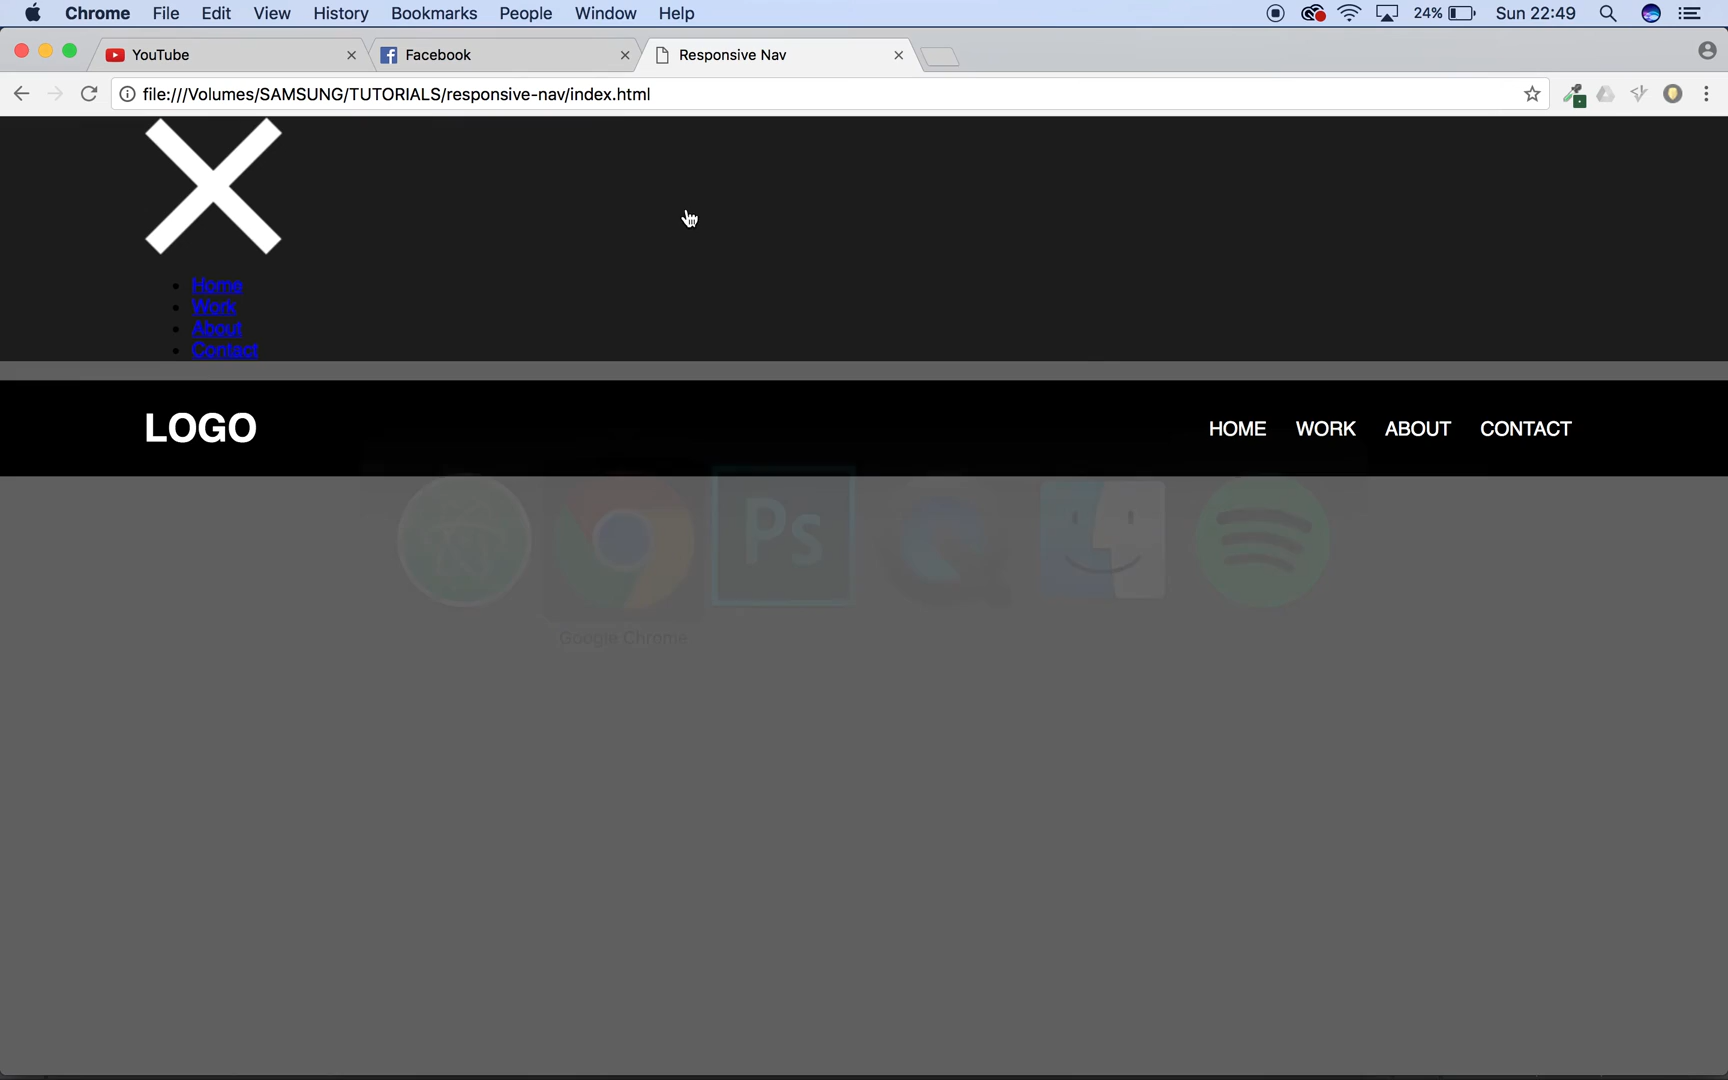 Chrome File Edit View History Bookmarks People Window Help 24% Sun 22:49
YouTube Facebook Responsive Nav
file:///Volumes/SAMSUNG/TUTORIALS/responsive-nav/index.html
Home
Work
About
Contact
LOGO HOME WORK ABOUT CONTACT
Ps
Google Chrome